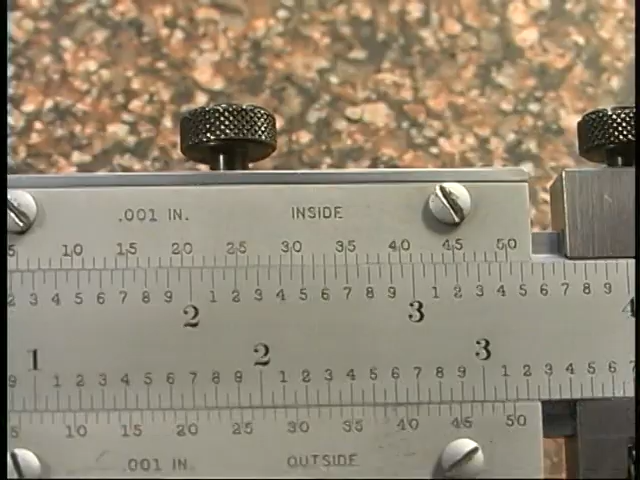 .001 IN. INSIDE
5 10 15 20 25 30 35 40 45 50
2 3 4 5 6 7 8 9 2 1 2 3 4 5 6 7 8 9 3 1 2 3 4 5 6 7 8 9 4
9 1 1 2 3 4 5 6 7 8 9 2 1 2 3 4 5 6 7 8 9 3 1 2 3 4 5 6
5 10 15 20 25 30 35 40 45 50
.001 IN. OUTSIDE